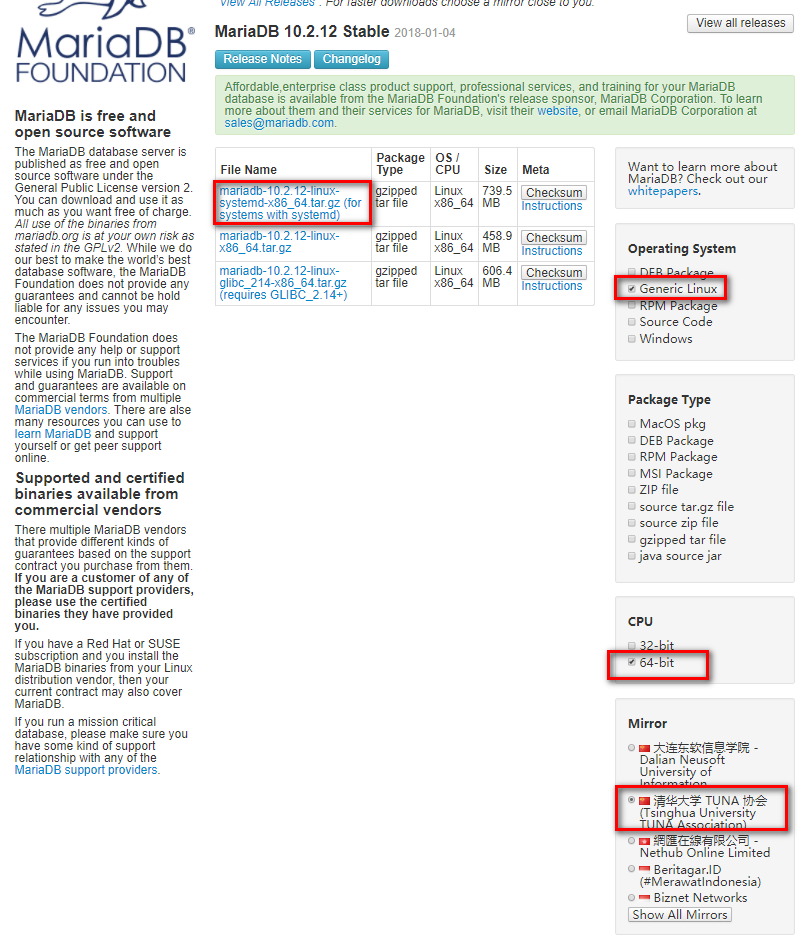 View All Releases". For faster downloads choose a mirror close to you.
MariaDB®
FOUNDATION
MariaDB 10.2.12 Stable 2018-01-04
View all releases
Release Notes
Changelog
Affordable,enterprise class product support, professional services, and training for your MariaDB
database is available from the MariaDB Foundation's release sponsor, MariaDB Corporation. To learn
more about them and their services for MariaDB, visit their website, or email MariaDB Corporation at
sales@mariadb.com.
MariaDB is free and
open source software
The MariaDB database server is
published as free and open
source software under the
General Public License version 2.
You can download and use it as
much as you want free of charge.
All use of the binaries from
mariadb.org is at your own risk as
stated in the GPLv2. While we do
our best to make the world's best
database software, the MariaDB
Foundation does not provide any
guarantees and cannot be hold
liable for any issues you may
encounter.
The MariaDB Foundation does
not provide any help or support
services if you run into troubles
while using MariaDB. Support
and guarantees are available on
commercial terms from multiple
MariaDB vendors. There are alse
many resources you can use to
learn MariaDB and support
yourself or get peer support
online.
Supported and certified
binaries available from
commercial vendors
There multiple MariaDB vendors
that provide different kinds of
guarantees based on the support
contract you purchase from them.
If you are a customer of any of
the MariaDB support providers,
please use the certified
binaries they have provided
you.
If you have a Red Hat or SUSE
subscription and you install the
MariaDB binaries from your Linux
distribution vendor, then your
current contract may also cover
MariaDB.
If you run a mission critical
database, please make sure you
have some kind of support
relationship with any of the
MariaDB support providers.
File Name
Package
Type
OS /
CPU
Size
Meta
mariadb-10.2.12-linux-
systemd-x86_64.tar.gz (for
systems with systemd)
gzipped
tar file
Linux
x86_64
739.5
MB
Checksum
Instructions
mariadb-10.2.12-linux-
x86_64.tar.gz
gzipped
tar file
Linux
x86_64
458.9
MB
Checksum
Instructions
mariadb-10.2.12-linux-
glibc_214-x86_64.tar.gz
(requires GLIBC_2.14+)
gzipped
tar file
Linux
x86_64
606.4
MB
Checksum
Instructions
Want to learn more about
MariaDB? Check out our
whitepapers.
Operating System
DEB Package
Generic Linux
RPM Package
Source Code
Windows
Package Type
MacOS pkg
DEB Package
RPM Package
MSI Package
ZIP file
source tar.gz file
source zip file
gzipped tar file
java source jar
CPU
32-bit
64-bit
Mirror
大连东软信息学院 -
Dalian Neusoft
University of
Information
清华大学 TUNA 协会
(Tsinghua University
TUNA Association)
網匯在線有限公司 -
Nethub Online Limited
Beritagar.ID
(#MerawatIndonesia)
Biznet Networks
Show All Mirrors